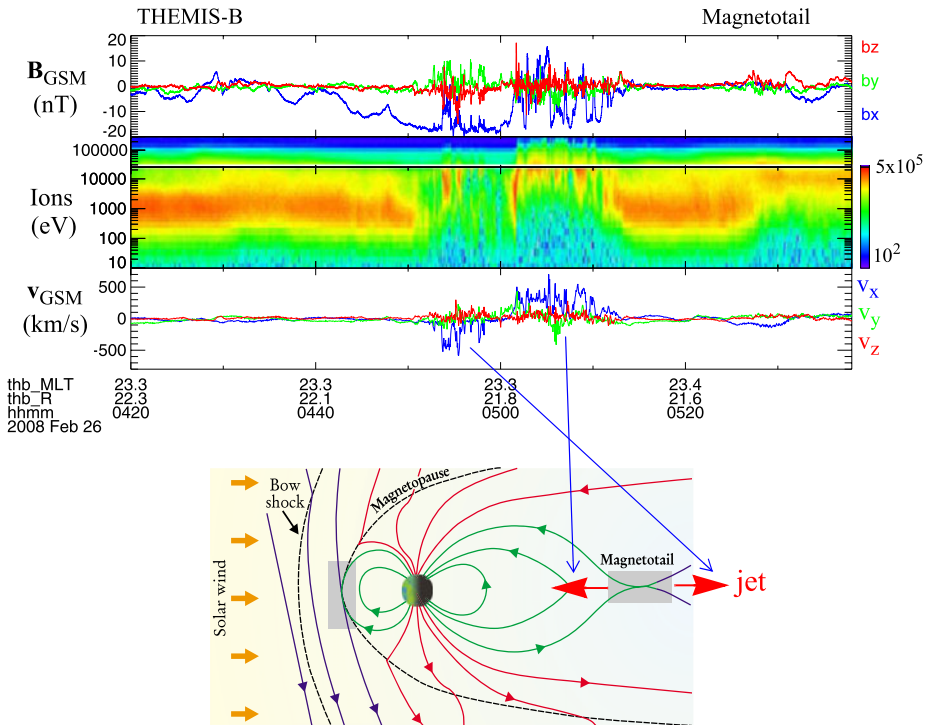 THEMIS-B Magnetotail
20
10
0
-10
-20
B_GSM
(nT)
bz
by
bx
100000
10000
1000
100
10
Ions
(eV)
5x10^5
10^2
500
0
-500
v_GSM
(km/s)
v_x
v_y
v_z
thb_MLT 23.3 23.3 23.3 23.4
thb_R 22.3 22.1 21.8 21.6
hhmm 0420 0440 0500 0520
2008 Feb 26
Bow
shock
Magnetopause
Magnetotail
jet
Solar wind